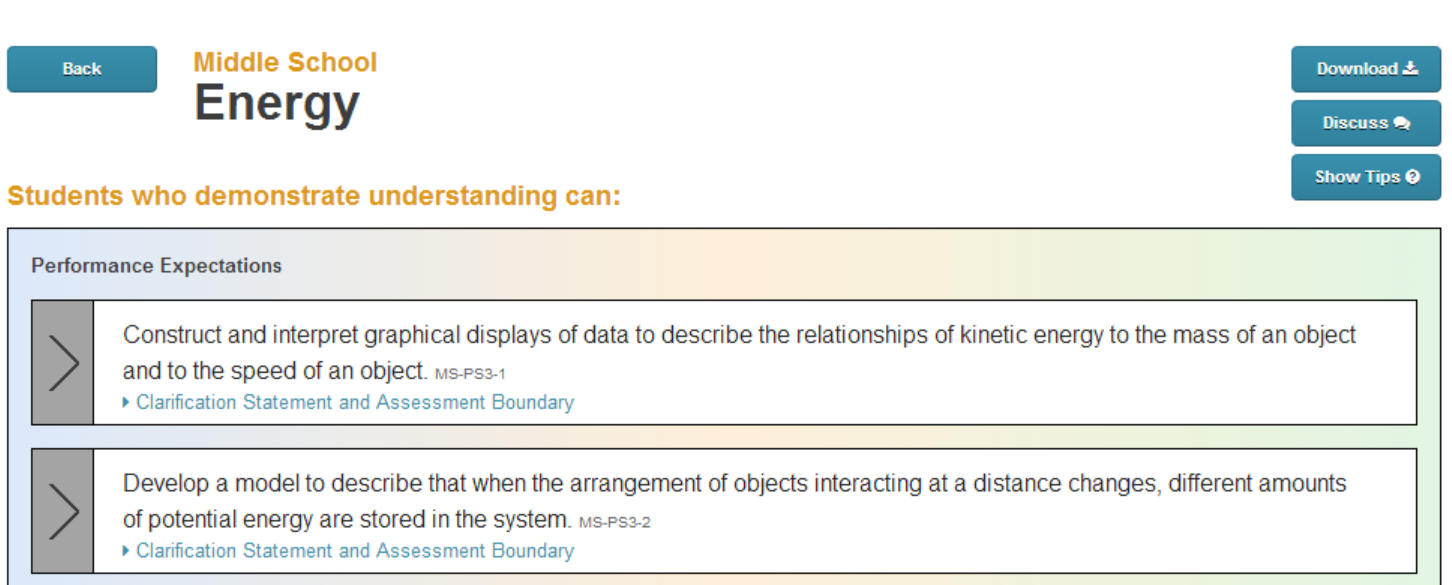 Back
Middle School
Energy
Download
Discuss
Show Tips
Students who demonstrate understanding can:
Performance Expectations
Construct and interpret graphical displays of data to describe the relationships of kinetic energy to the mass of an object
and to the speed of an object. MS-PS3-1
Clarification Statement and Assessment Boundary
Develop a model to describe that when the arrangement of objects interacting at a distance changes, different amounts
of potential energy are stored in the system. MS-PS3-2
Clarification Statement and Assessment Boundary